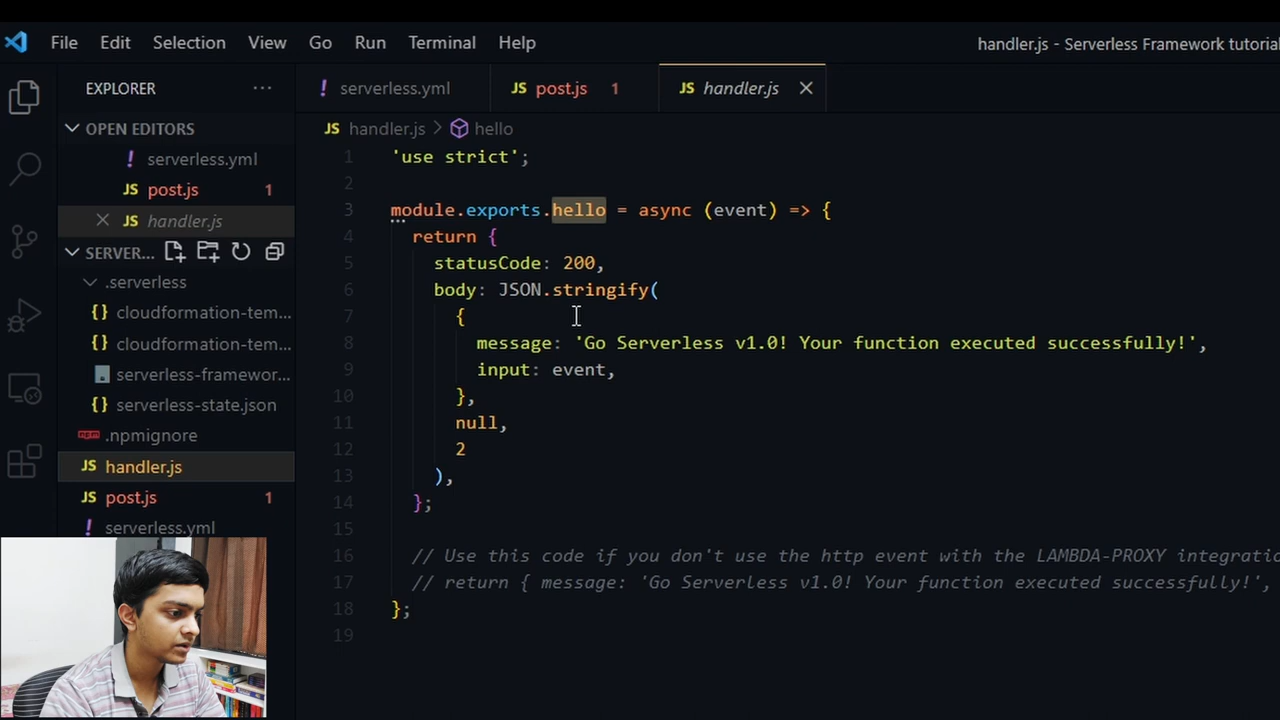 File Edit Selection View Go Run Terminal Help handler.js - Serverless Framework tutorial
EXPLORER ...
! serverless.yml JS post.js 1 JS handler.js
OPEN EDITORS
! serverless.yml
JS post.js 1
JS handler.js
SERVER...
.serverless
{} cloudformation-tem...
{} cloudformation-tem...
serverless-framewor...
{} serverless-state.json
npm .npmignore
JS handler.js
JS post.js 1
! serverless.yml
JS handler.js > hello
1 'use strict';
2
3 module.exports.hello = async (event) => {
4 return {
5 statusCode: 200,
6 body: JSON.stringify(
7 {
8 message: 'Go Serverless v1.0! Your function executed successfully!',
9 input: event,
10 },
11 null,
12 2
13 ),
14 };
15
16 // Use this code if you don't use the http event with the LAMBDA-PROXY integratio
17 // return { message: 'Go Serverless v1.0! Your function executed successfully!',
18 };
19